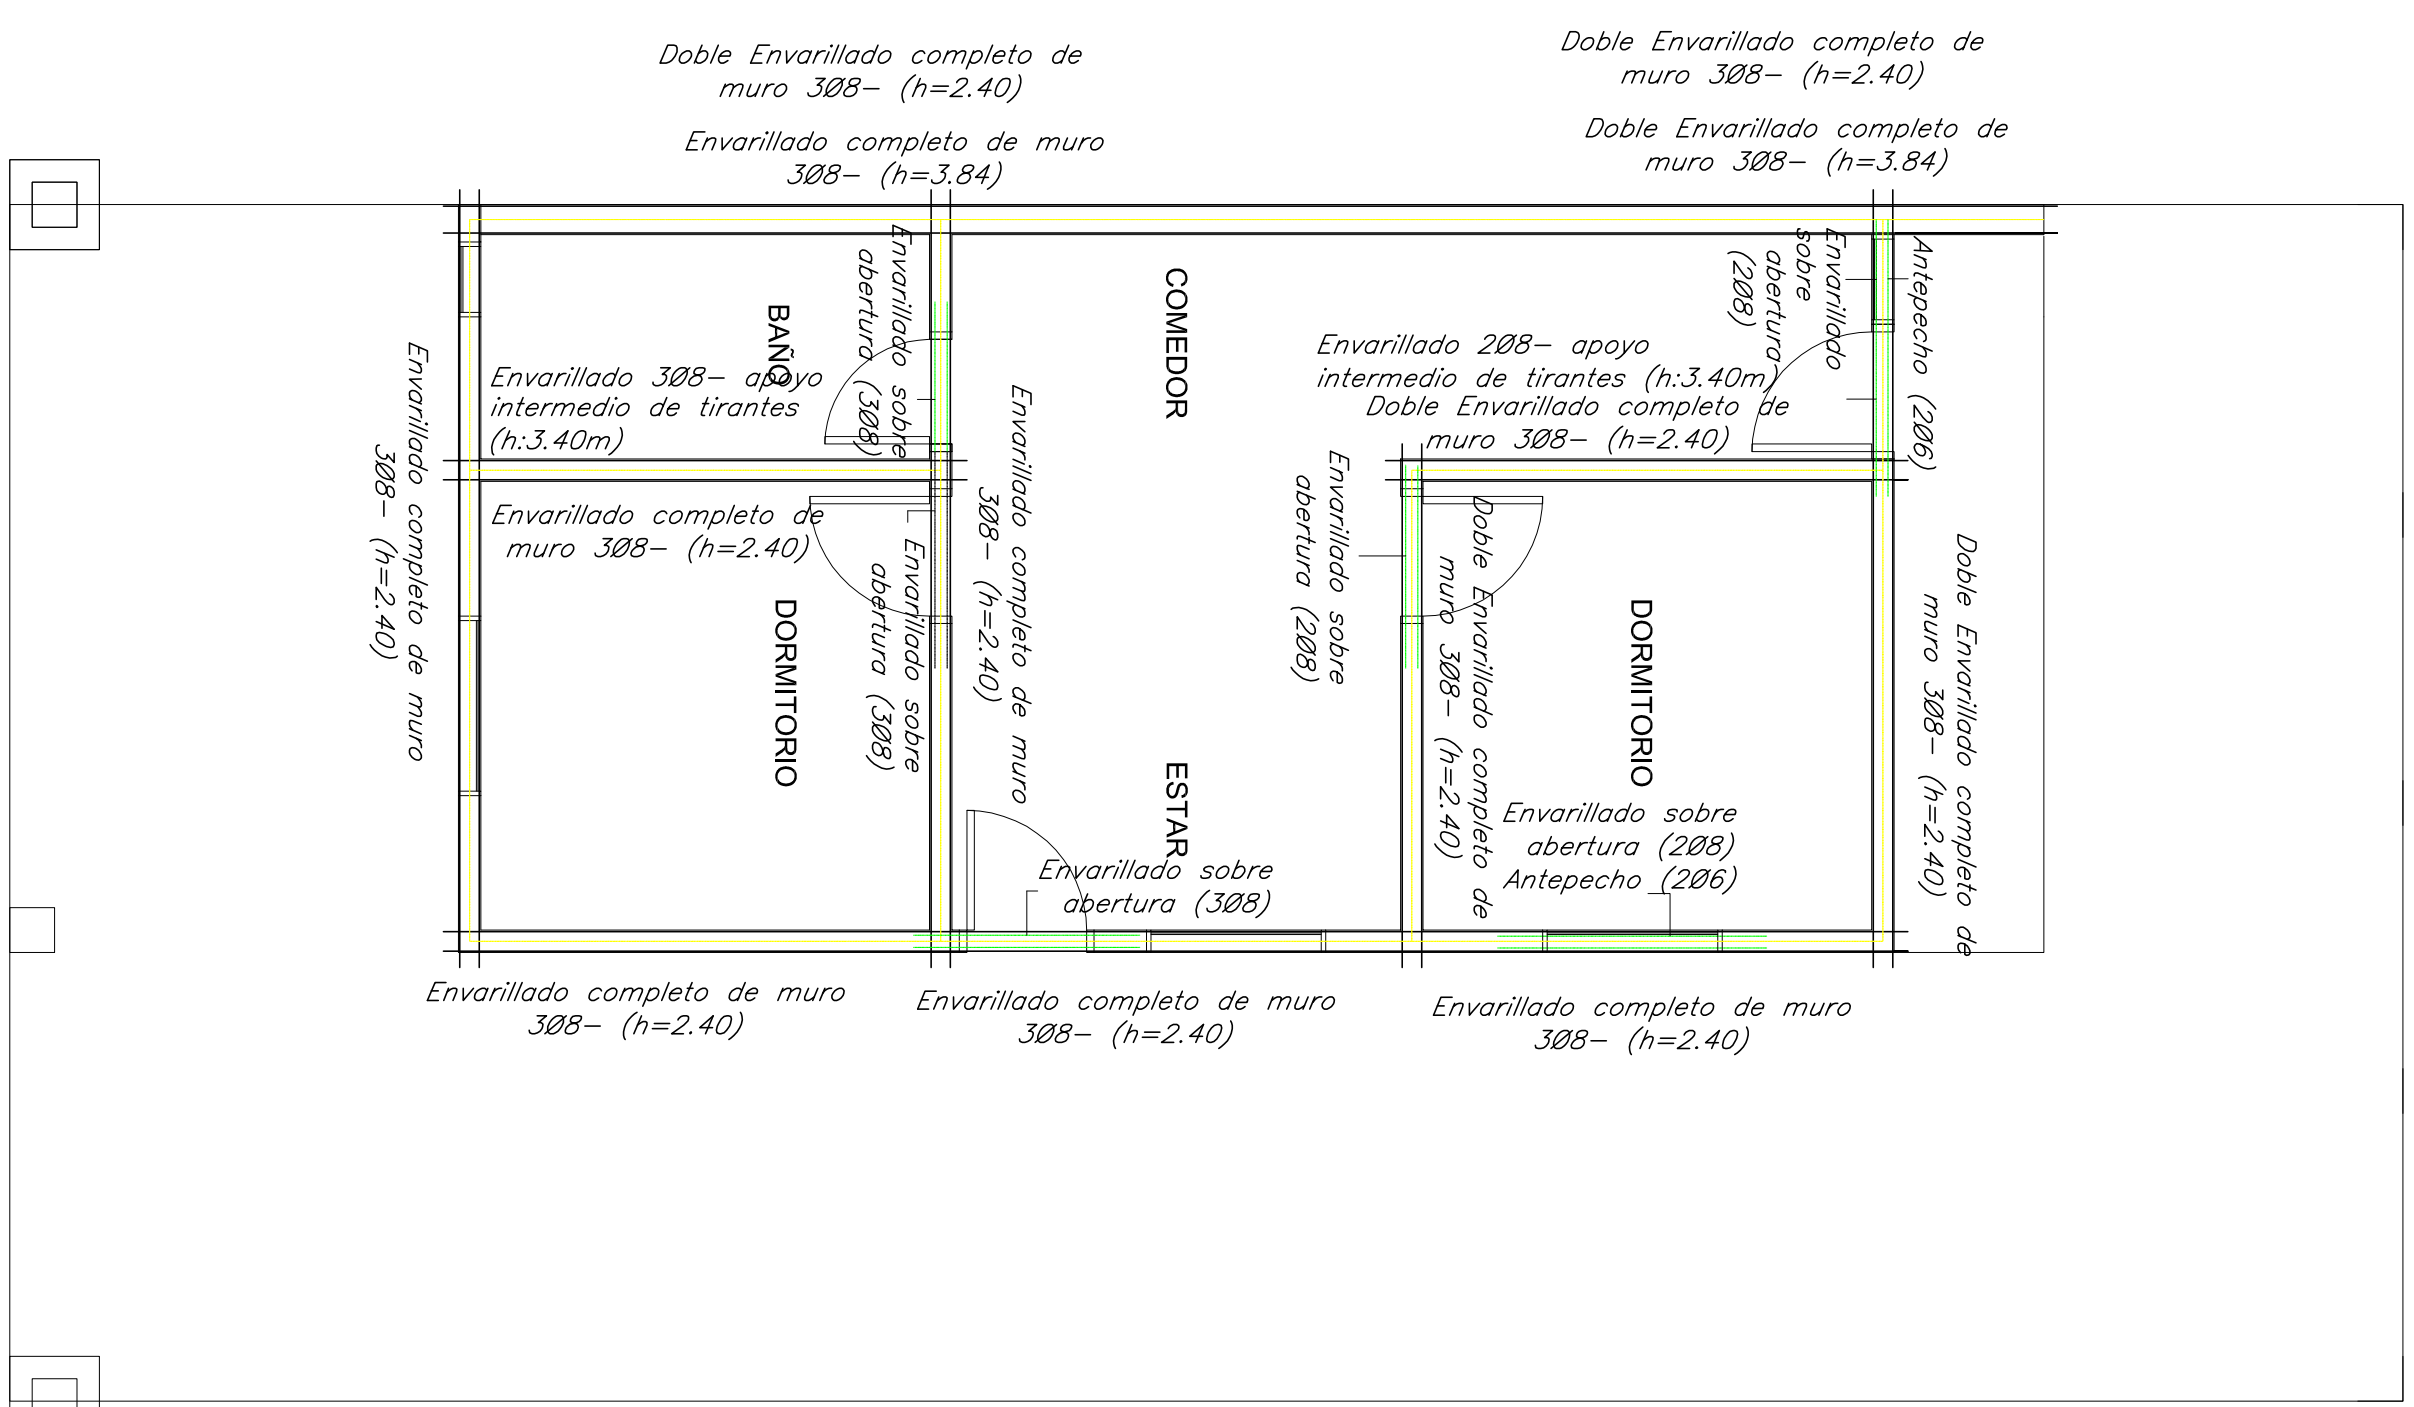 Doble Envarillado completo de
muro 3Ø8- (h=2.40)
Envarillado completo de muro
3Ø8- (h=3.84)
Doble Envarillado completo de
muro 3Ø8- (h=2.40)
Doble Envarillado completo de
muro 3Ø8- (h=3.84)
Envarillado completo de muro
3Ø8- (h=2.40)
BAÑO
Envarillado sobre
abertura (3Ø8)
Envarillado 3Ø8- apoyo
intermedio de tirantes
(h:3.40m)
COMEDOR
Envarillado
sobre
abertura
(2Ø8)
Antepecho (2Ø6)
Envarillado 2Ø8- apoyo
intermedio de tirantes (h:3.40m)
Doble Envarillado completo de
muro 3Ø8- (h=2.40)
Envarillado completo de
muro 3Ø8- (h=2.40)
DORMITORIO
Envarillado sobre
abertura (3Ø8)
Envarillado completo de muro
3Ø8- (h=2.40)
Envarillado sobre
abertura (2Ø8)
Doble Envarillado completo de
muro 3Ø8- (h=2.40)
DORMITORIO
Doble Envarillado completo de
muro 3Ø8- (h=2.40)
ESTAR
Envarillado sobre
abertura (3Ø8)
Envarillado sobre
abertura (2Ø8)
Antepecho (2Ø6)
Envarillado completo de muro
3Ø8- (h=2.40)
Envarillado completo de muro
3Ø8- (h=2.40)
Envarillado completo de muro
3Ø8- (h=2.40)